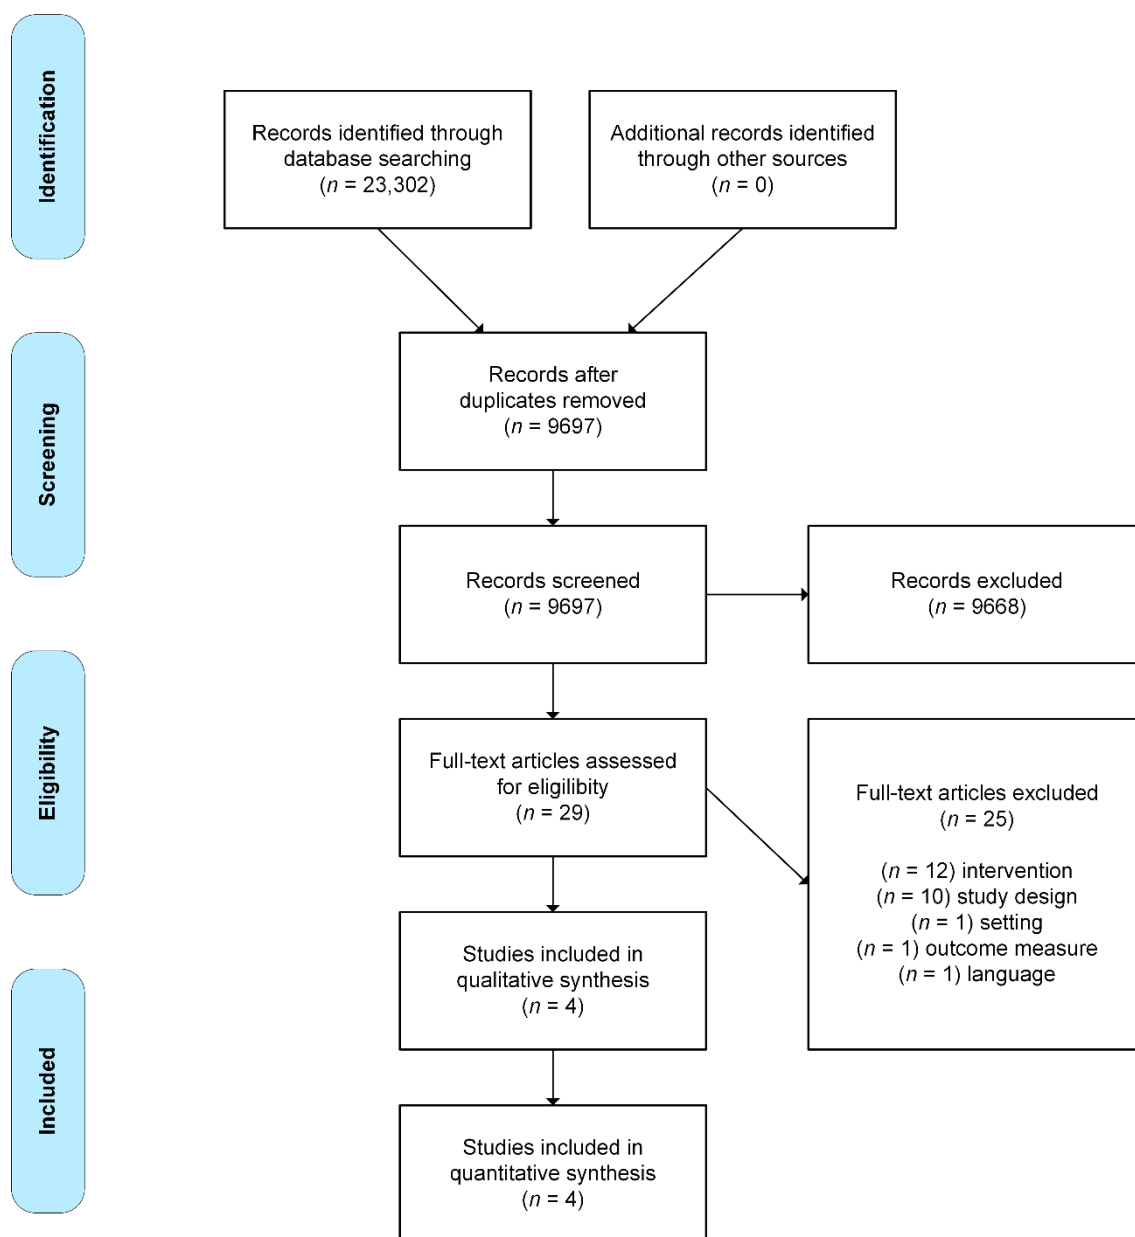 Identification
Records identified through
database searching
(n = 23,302)
Additional records identified
through other sources
(n = 0)
Screening
Records after
duplicates removed
(n = 9697)
Records screened
(n = 9697)
Records excluded
(n = 9668)
Eligibility
Full-text articles assessed
for eligilibity
(n = 29)
Full-text articles excluded
(n = 25)
(n = 12) intervention
(n = 10) study design
(n = 1) setting
(n = 1) outcome measure
(n = 1) language
Studies included in
qualitative synthesis
(n = 4)
Included
Studies included in
quantitative synthesis
(n = 4)